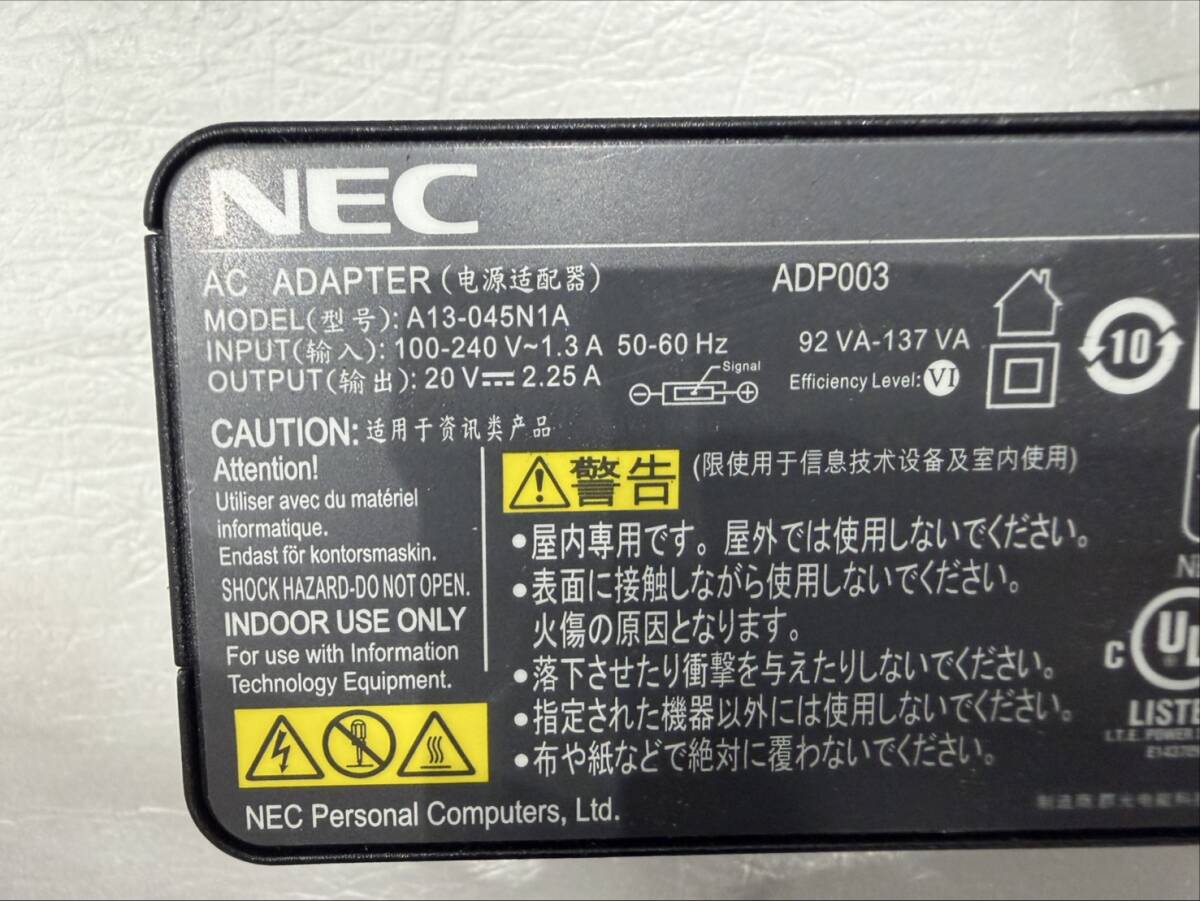 NEC
AC ADAPTER (电源适配器) ADP003
MODEL(型号): A13-045N1A
INPUT(输入): 100-240 V~1.3 A 50-60 Hz 92 VA-137 VA
OUTPUT(输出): 20 V⎓ 2.25 A Signal Efficiency Level: VI
10
CAUTION: 适用于资讯类产品
Attention!
Utiliser avec du matériel
informatique.
Endast för kontorsmaskin.
SHOCK HAZARD-DO NOT OPEN.
INDOOR USE ONLY
For use with Information
Technology Equipment.
警告 (限使用于信息技术设备及室内使用)
•屋内専用です。屋外では使用しないでください。
•表面に接触しながら使用しないでください。
火傷の原因となります。
•落下させたり衝撃を与えたりしないでください。
•指定された機器以外には使用しないでください。
•布や紙などで絶対に覆わないでください。
NEC Personal Computers, Ltd.
C UL
I.T.E. POWER